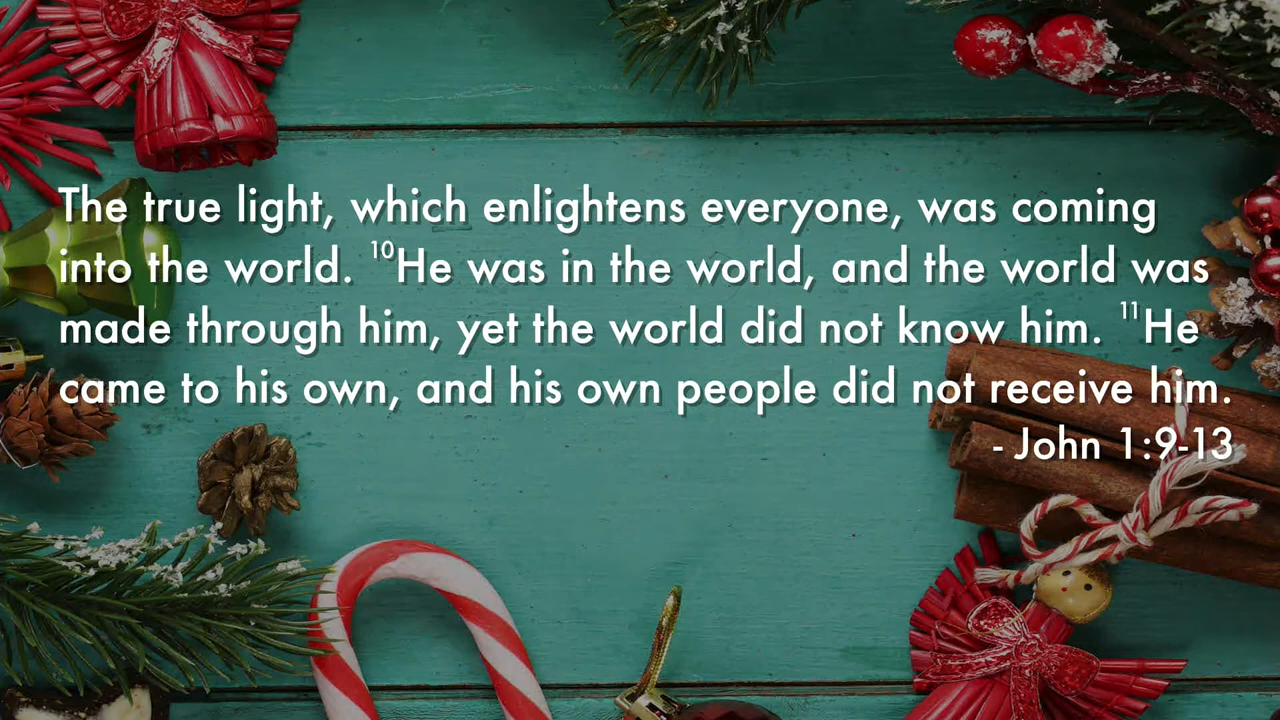 The true light, which enlightens everyone, was coming
into the world. ¹⁰He was in the world, and the world was
made through him, yet the world did not know him. ¹¹He
came to his own, and his own people did not receive him.
- John 1:9-13